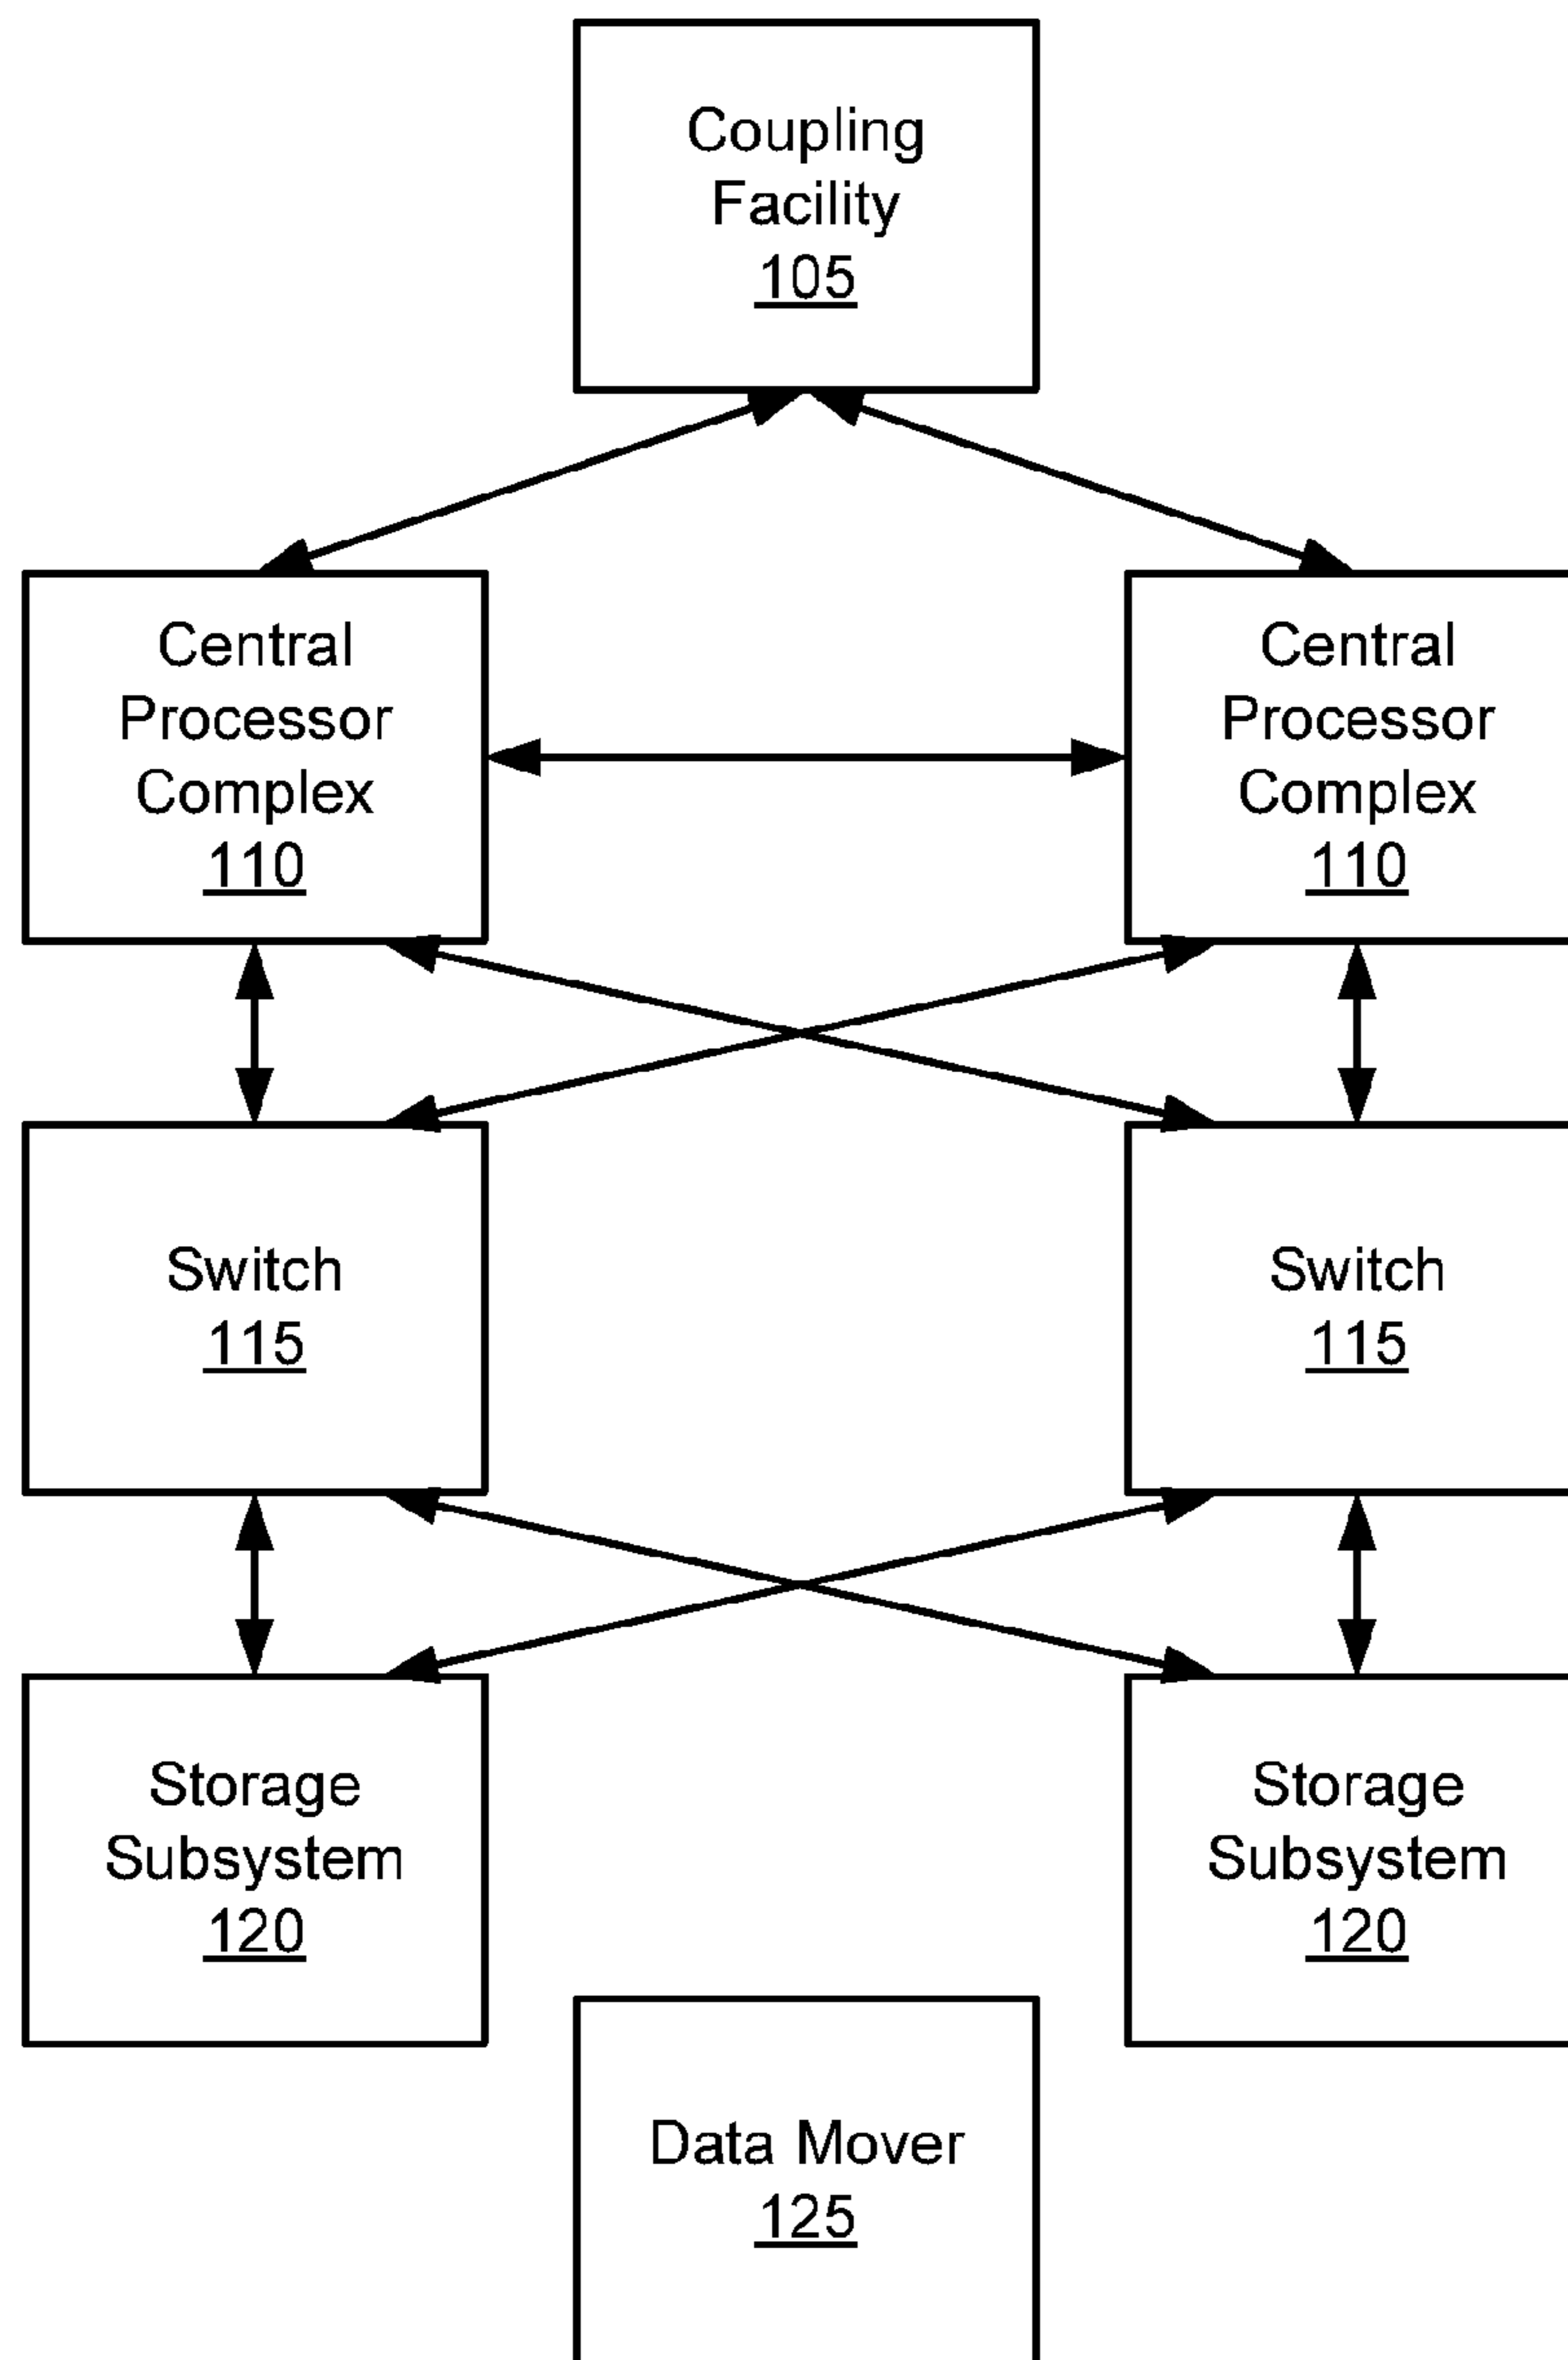 Coupling
Facility
105
Central
Processor
Complex
110
Central
Processor
Complex
110
Switch
115
Switch
115
Storage
Subsystem
120
Storage
Subsystem
120
Data Mover
125